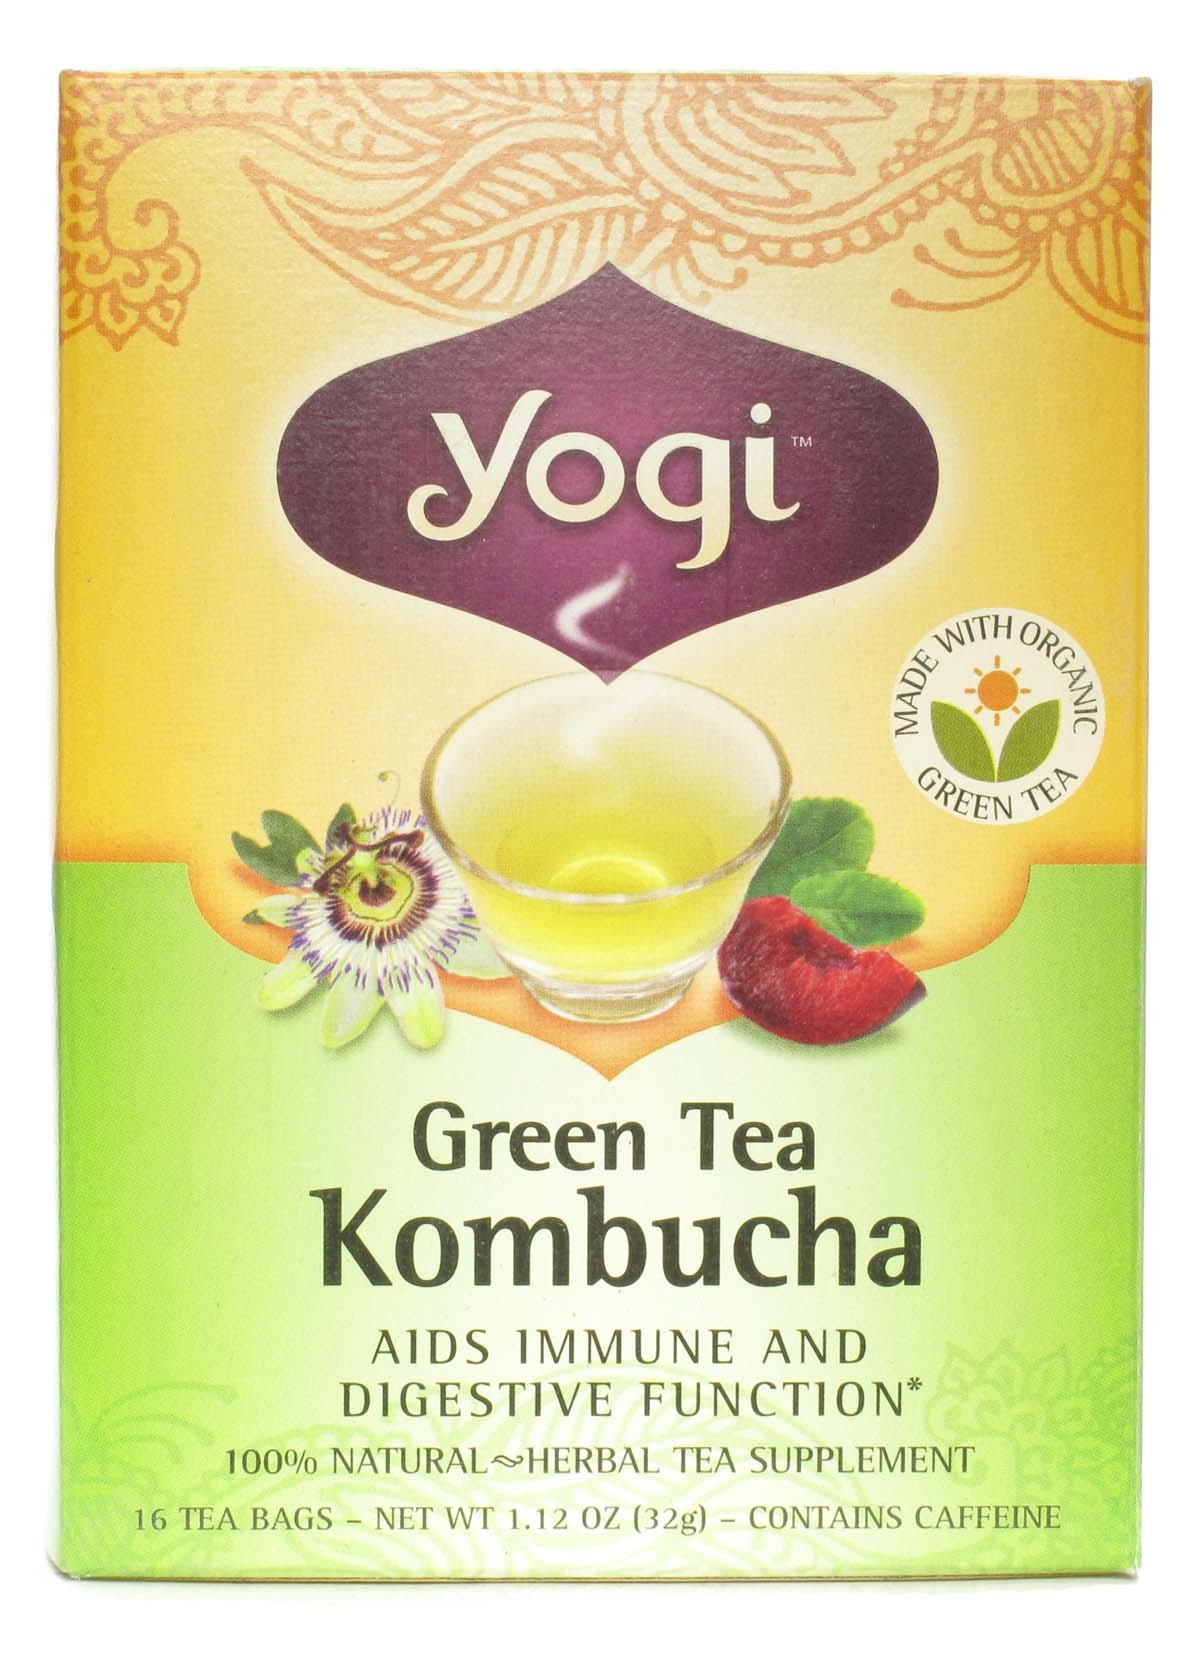 yogi™
MADE WITH ORGANIC
GREEN TEA
Green Tea
Kombucha
AIDS IMMUNE AND
DIGESTIVE FUNCTION*
100% NATURAL~HERBAL TEA SUPPLEMENT
16 TEA BAGS – NET WT 1.12 OZ (32g) – CONTAINS CAFFEINE